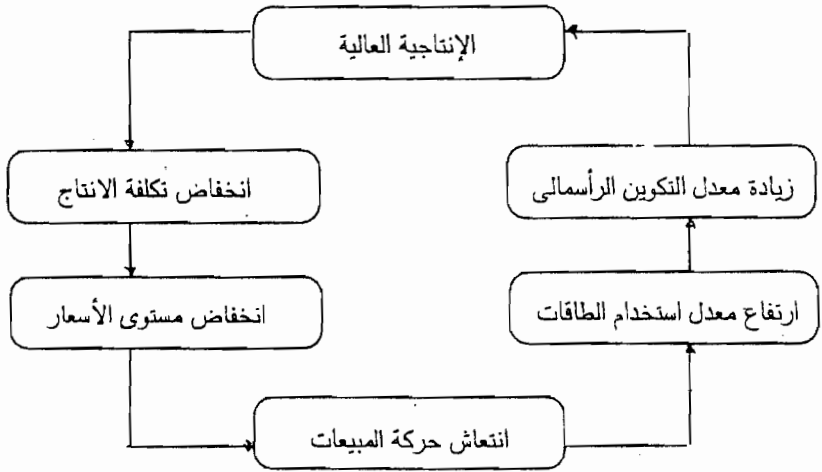 الإنتاجية العالية
انخفاض تكلفة الانتاج
انخفاض مستوى الأسعار
انتعاش حركة المبيعات
ارتفاع معدل استخدام الطاقات
زيادة معدل التكوين الرأسمالى